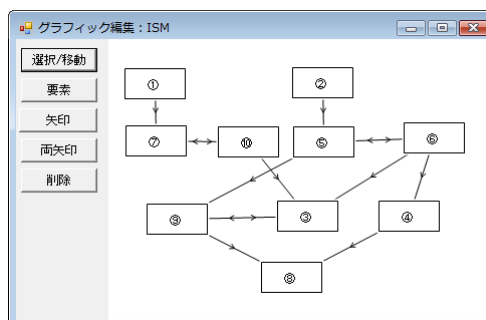 グラフィック編集：ISM
選択/移動
要素
矢印
両矢印
削除
①
②
⑦
⑩
⑤
⑥
⑨
③
④
⑧